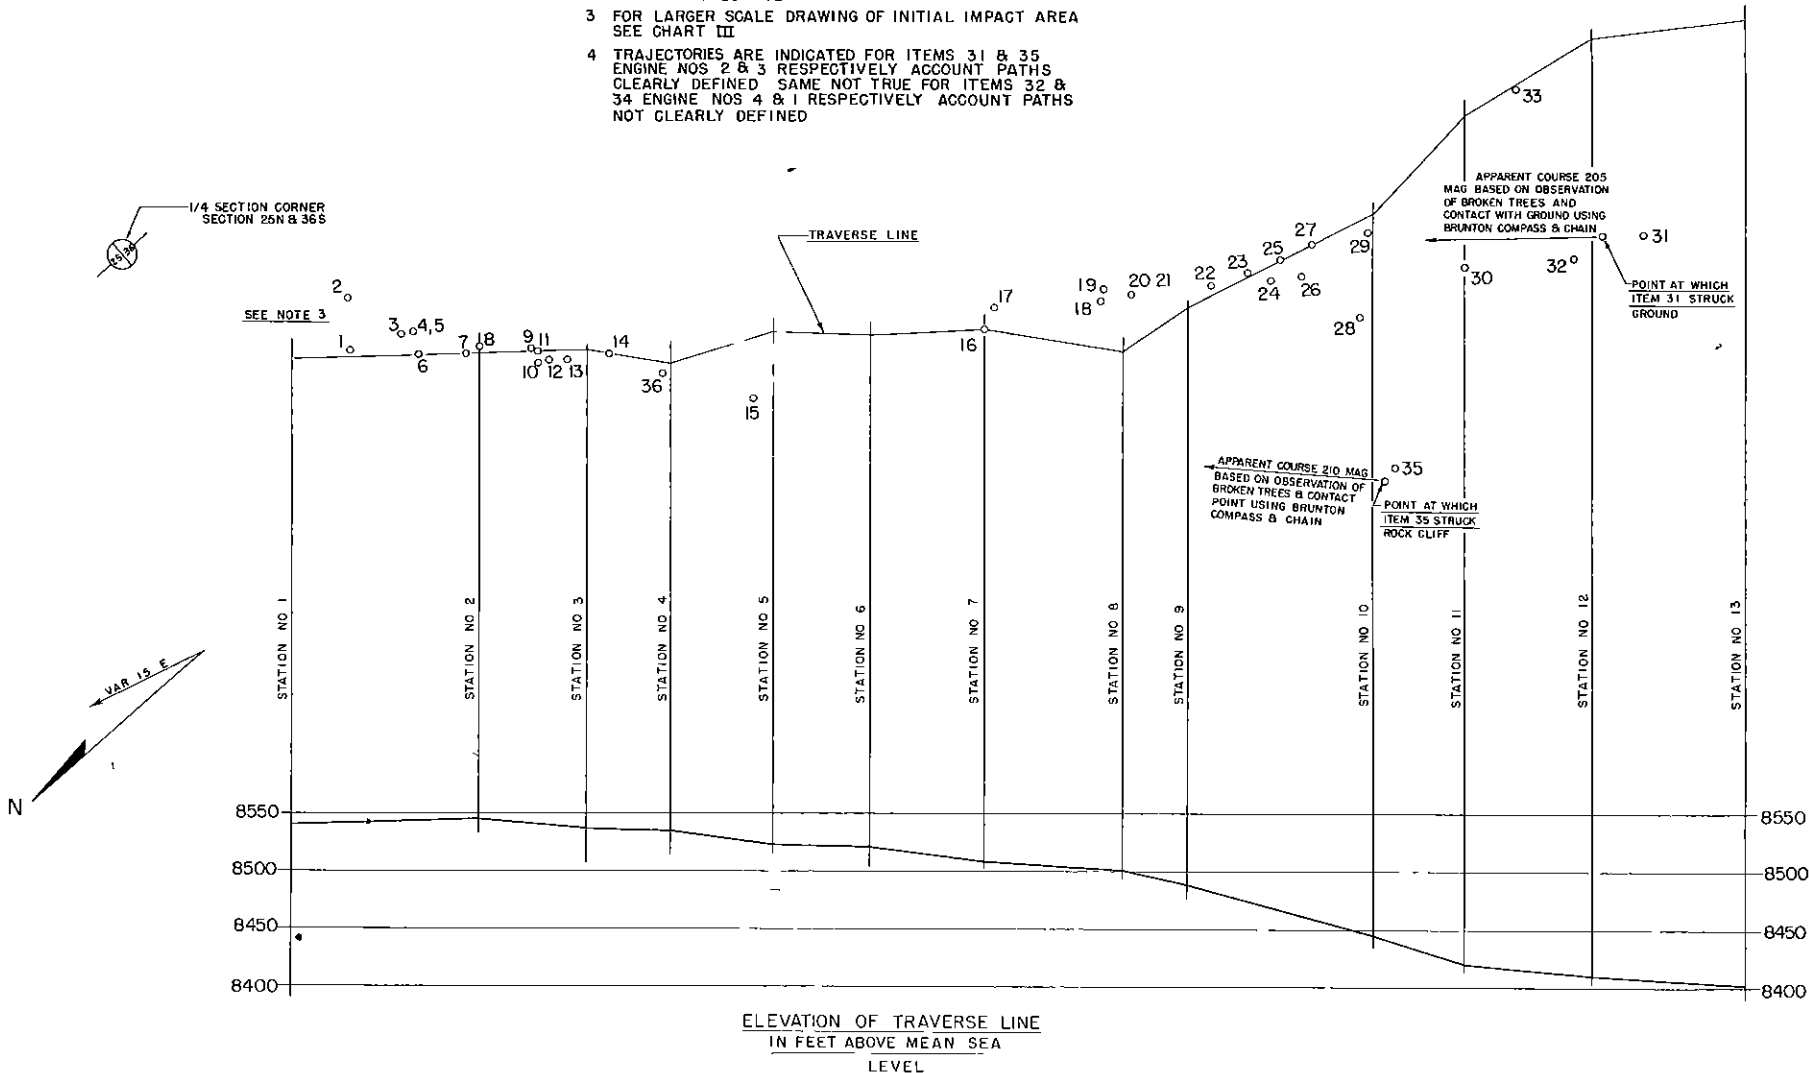 3 FOR LARGER SCALE DRAWING OF INITIAL IMPACT AREA
SEE CHART III
4 TRAJECTORIES ARE INDICATED FOR ITEMS 31 & 35
ENGINE NOS 2 & 3 RESPECTIVELY ACCOUNT PATHS
CLEARLY DEFINED SAME NOT TRUE FOR ITEMS 32 &
34 ENGINE NOS 4 & 1 RESPECTIVELY ACCOUNT PATHS
NOT CLEARLY DEFINED
33
1/4 SECTION CORNER
SECTION 25N & 36S
25 36
TRAVERSE LINE
APPARENT COURSE 205
MAG BASED ON OBSERVATION
OF BROKEN TREES AND
CONTACT WITH GROUND USING
BRUNTON COMPASS & CHAIN
31
32
30
POINT AT WHICH
ITEM 31 STRUCK
GROUND
29
27
25
23
22
24
26
28
20 21
19
18
17
16
2
SEE NOTE 3
3
4,5
1
6
7
8
9
11
10
12
13
14
36
15
APPARENT COURSE 210 MAG
BASED ON OBSERVATION OF
BROKEN TREES & CONTACT
POINT USING BRUNTON
COMPASS & CHAIN
35
POINT AT WHICH
ITEM 35 STRUCK
ROCK CLIFF
STATION NO 1
STATION NO 2
STATION NO 3
STATION NO 4
STATION NO 5
STATION NO 6
STATION NO 7
STATION NO 8
STATION NO 9
STATION NO 10
STATION NO 11
STATION NO 12
STATION NO 13
VAR 15 E
N
8550
8550
8500
8500
8450
8450
8400
8400
ELEVATION OF TRAVERSE LINE
IN FEET ABOVE MEAN SEA
LEVEL